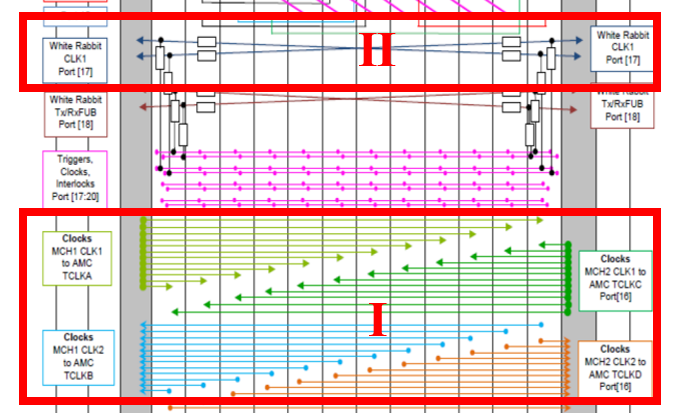 White Rabbit
CLK1
Port [17]
II
White Rabbit
CLK1
Port [17]
White Rabbit
Tx/RxFUB
Port [18]
Tx/RxFUB
Port [18]
Triggers,
Clocks,
Interlocks
Port [17:20]
Clocks
MCH1 CLK1
to AMC
TCLKA
Clocks
MCH2 CLK1 to
AMC TCLKC
Port[16]
I
Clocks
MCH1 CLK2
to AMC
TCLKB
Clocks
MCH2 CLK2 to
AMC TCLKD
Port[16]